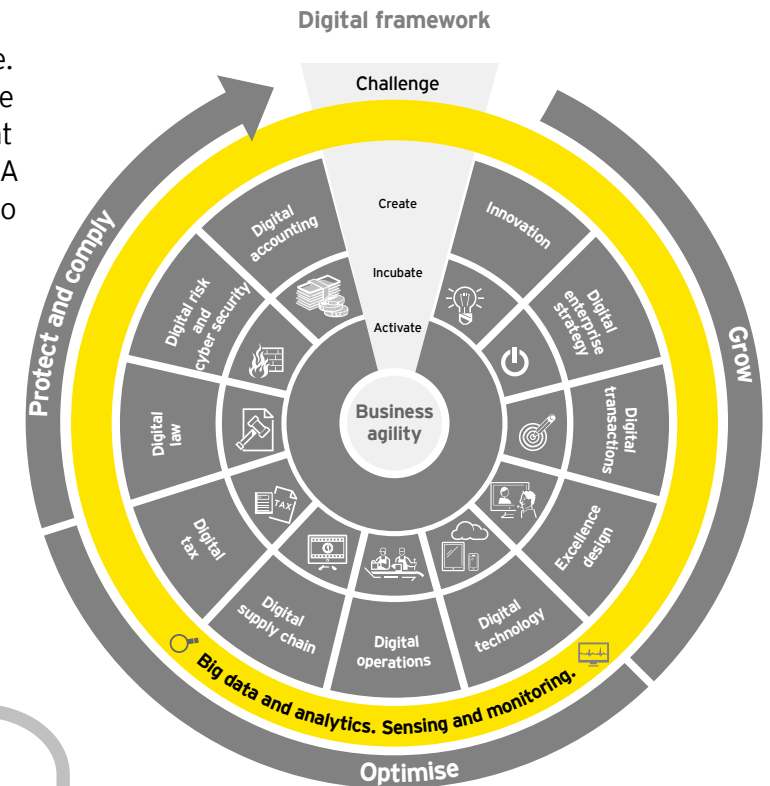 Digital framework
e.
e
nt
A
o
Challenge
Create
Incubate
Activate
Business
agility
Innovation
Digital
enterprise
strategy
Digital
transactions
Excellence
design
Digital
technology
Digital
operations
Digital
supply chain
TAX
Digital
tax
Digital
law
Digital risk
and
cyber security
Digital
accounting
Grow
Optimise
Protect and comply
Big data and analytics. Sensing and monitoring.